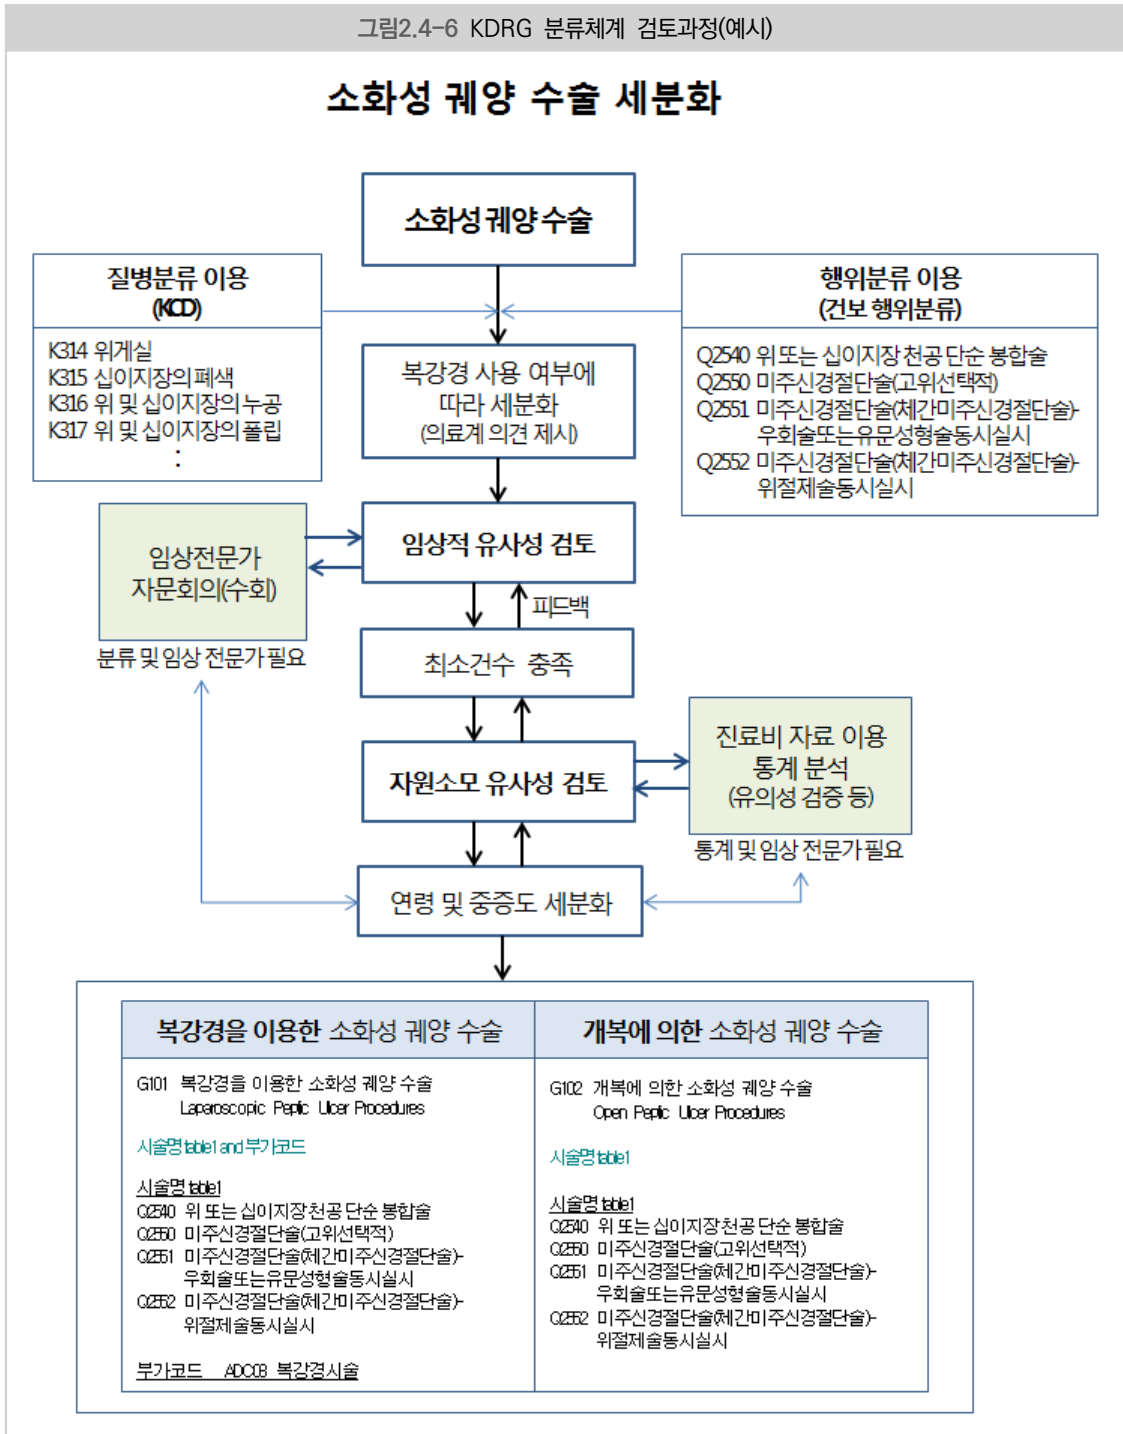 그림2.4-6 KDRG 분류체계 검토과정(예시)
소화성 궤양 수술 세분화
소화성 궤양 수술
질병분류 이용
(KCD)
K314 위게실
K315 십이지장의 폐색
K316 위 및 십이지장의 누공
K317 위 및 십이지장의 폴립
:
행위분류 이용
(건보 행위분류)
Q2540 위 또는 십이지장 천공 단순 봉합술
Q2550 미주신경절단술(고위선택적)
Q2551 미주신경절단술(체간미주신경절단술)-
우회술또는유문성형술동시실시
Q2552 미주신경절단술(체간미주신경절단술)-
위절제술동시실시
복강경 사용 여부에
따라 세분화
(의료계 의견 제시)
임상적 유사성 검토
임상전문가
자문회의(수회)
분류 및 임상 전문가 필요
피드백
최소건수 충족
자원소모 유사성 검토
진료비 자료 이용
통계 분석
(유의성 검증 등)
통계 및 임상 전문가 필요
연령 및 중증도 세분화
복강경을 이용한 소화성 궤양 수술
G101 복강경을 이용한 소화성 궤양 수술
Laparoscopic Peptic Ulcer Procedures
시술명 table1 and 부가코드
시술명 table1
Q2540 위 또는 십이지장 천공 단순 봉합술
Q2550 미주신경절단술(고위선택적)
Q2551 미주신경절단술(체간미주신경절단술)-
우회술또는유문성형술동시실시
Q2552 미주신경절단술(체간미주신경절단술)-
위절제술동시실시
부가코드 ADC03 복강경시술
개복에 의한 소화성 궤양 수술
G102 개복에 의한 소화성 궤양 수술
Open Peptic Ulcer Procedures
시술명 table1
시술명 table1
Q2540 위 또는 십이지장 천공 단순 봉합술
Q2550 미주신경절단술(고위선택적)
Q2551 미주신경절단술(체간미주신경절단술)-
우회술또는유문성형술동시실시
Q2552 미주신경절단술(체간미주신경절단술)-
위절제술동시실시